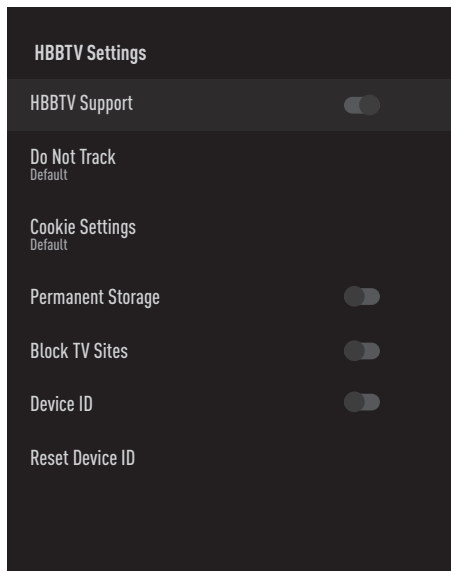 HBBTV Settings
HBBTV Support
Do Not Track
Default
Cookie Settings
Default
Permanent Storage
Block TV Sites
Device ID
Reset Device ID